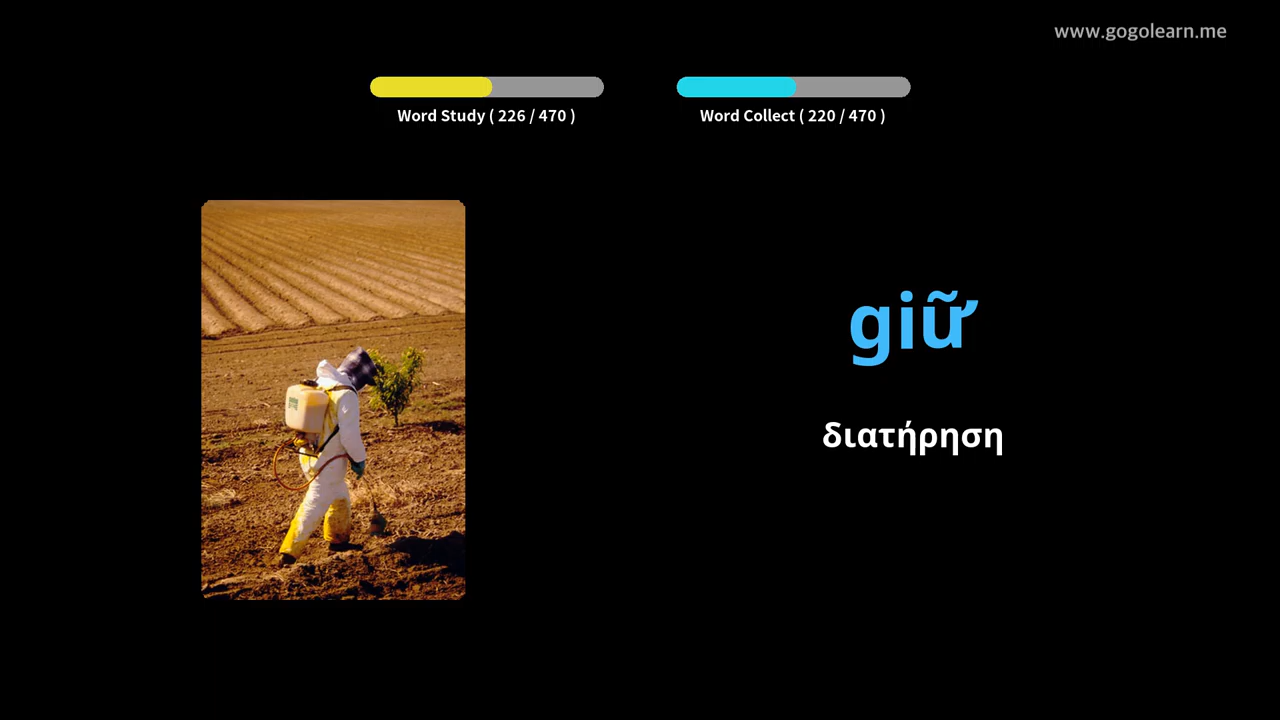 www.gogolearn.me
Word Study ( 226 / 470 )
Word Collect ( 220 / 470 )
giữ
διατήρηση